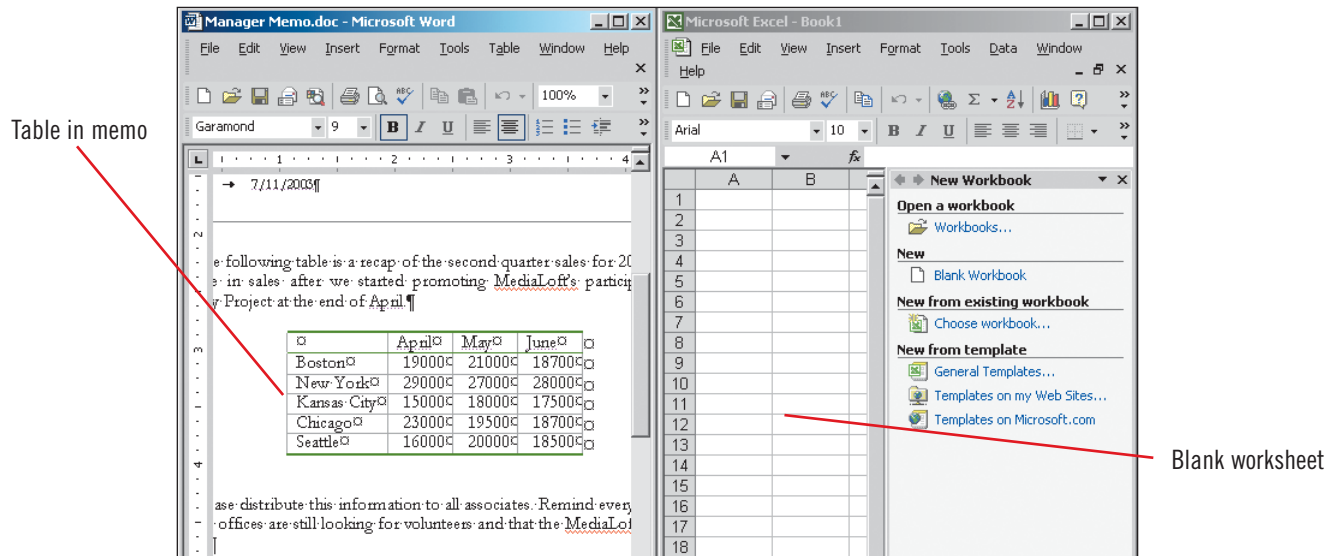 Manager Memo.doc - Microsoft Word
File Edit View Insert Format Tools Table Window Help
100%
Garamond 9 B I U
1 2 3 4
7/11/2003¶
e·following·table·is·a·recap·of·the·second·quarter·sales·for·20
e·in·sales·after·we·started·promoting·MediaLoft's·particip
y·Project·at·the·end·of·April.¶
¤ April¤ May¤ June¤ ¤
Boston¤ 19000¤ 21000¤ 18700¤ ¤
New·York¤ 29000¤ 27000¤ 28000¤ ¤
Kansas·City¤ 15000¤ 18000¤ 17500¤ ¤
Chicago¤ 23000¤ 19500¤ 18700¤ ¤
Seattle¤ 16000¤ 20000¤ 18500¤ ¤
ase·distribute·this·information·to·all·associates.·Remind·every
·offices·are·still·looking·for·volunteers·and·that·the·MediaLof
2
3
4
Table in memo
Microsoft Excel - Book1
File Edit View Insert Format Tools Data Window
Help
Arial 10 B I U
A1 fx
A B
1
2
3
4
5
6
7
8
9
10
11
12
13
14
15
16
17
18
New Workbook
Open a workbook
Workbooks...
New
Blank Workbook
New from existing workbook
Choose workbook...
New from template
General Templates...
Templates on my Web Sites...
Templates on Microsoft.com
Blank worksheet